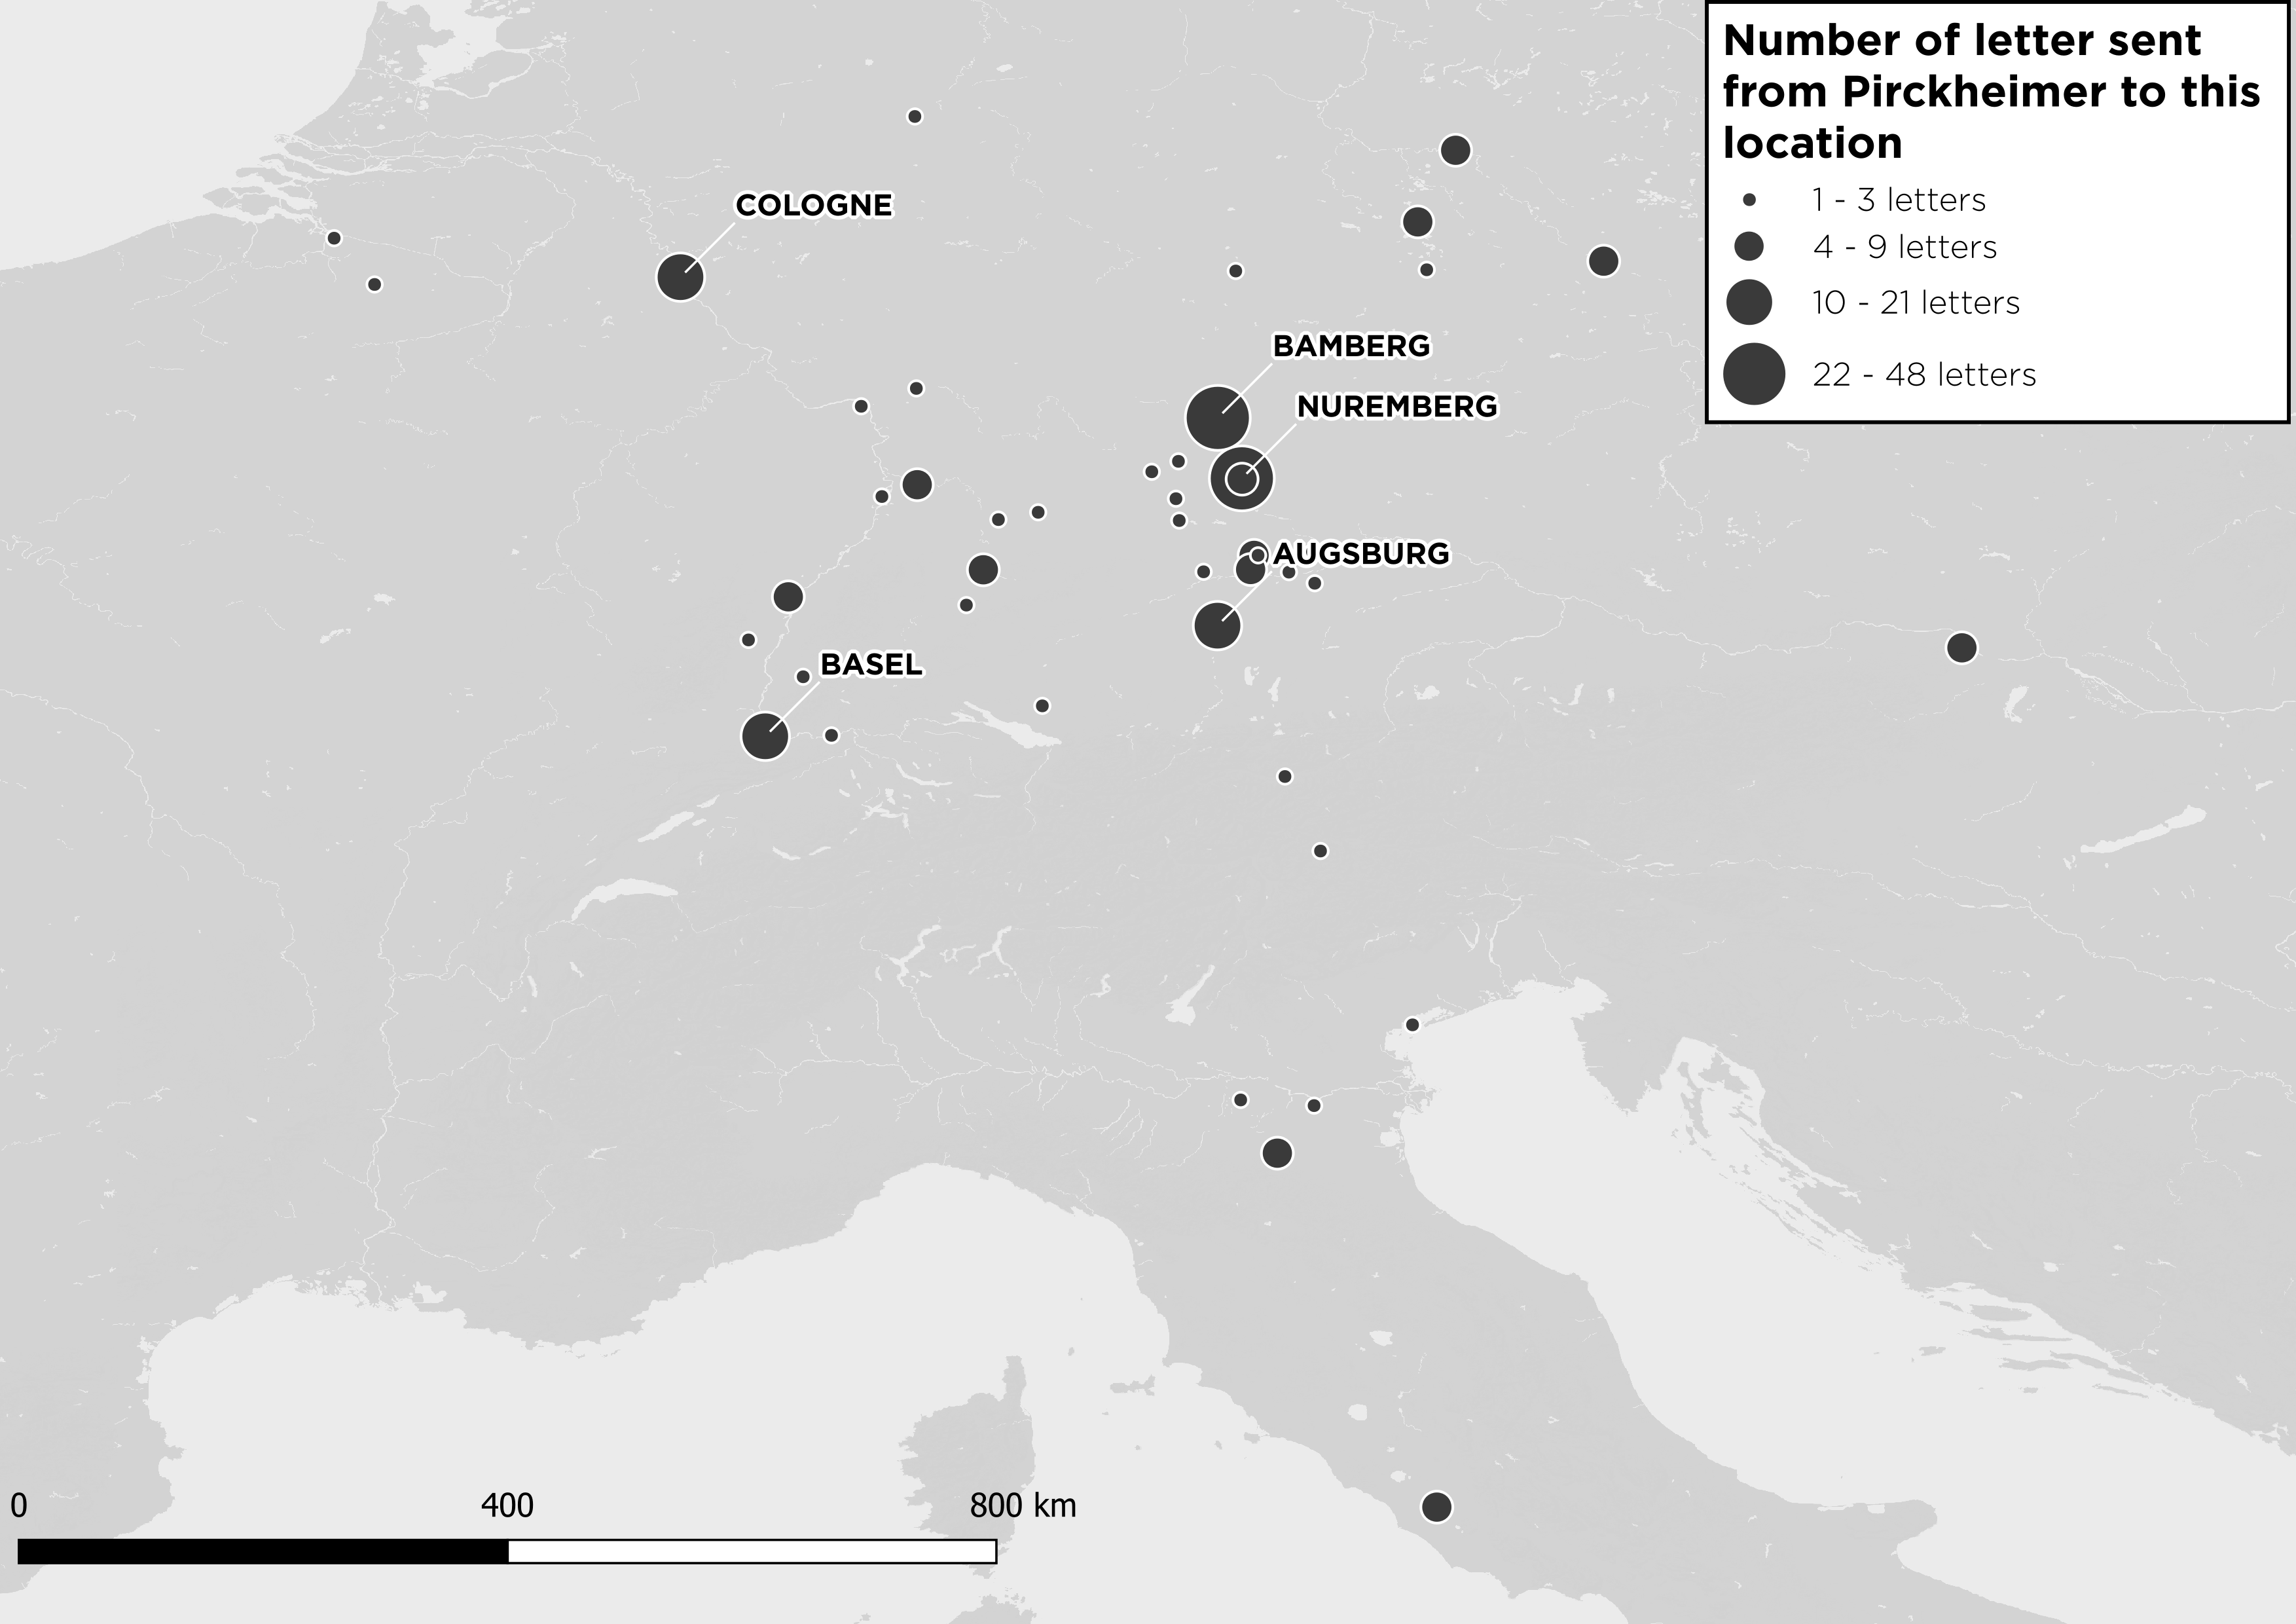 Number of letter sent
from Pirckheimer to this
location
1 - 3 letters
4 - 9 letters
10 - 21 letters
22 - 48 letters
COLOGNE
BAMBERG
NUREMBERG
AUGSBURG
BASEL
0 400 800 km